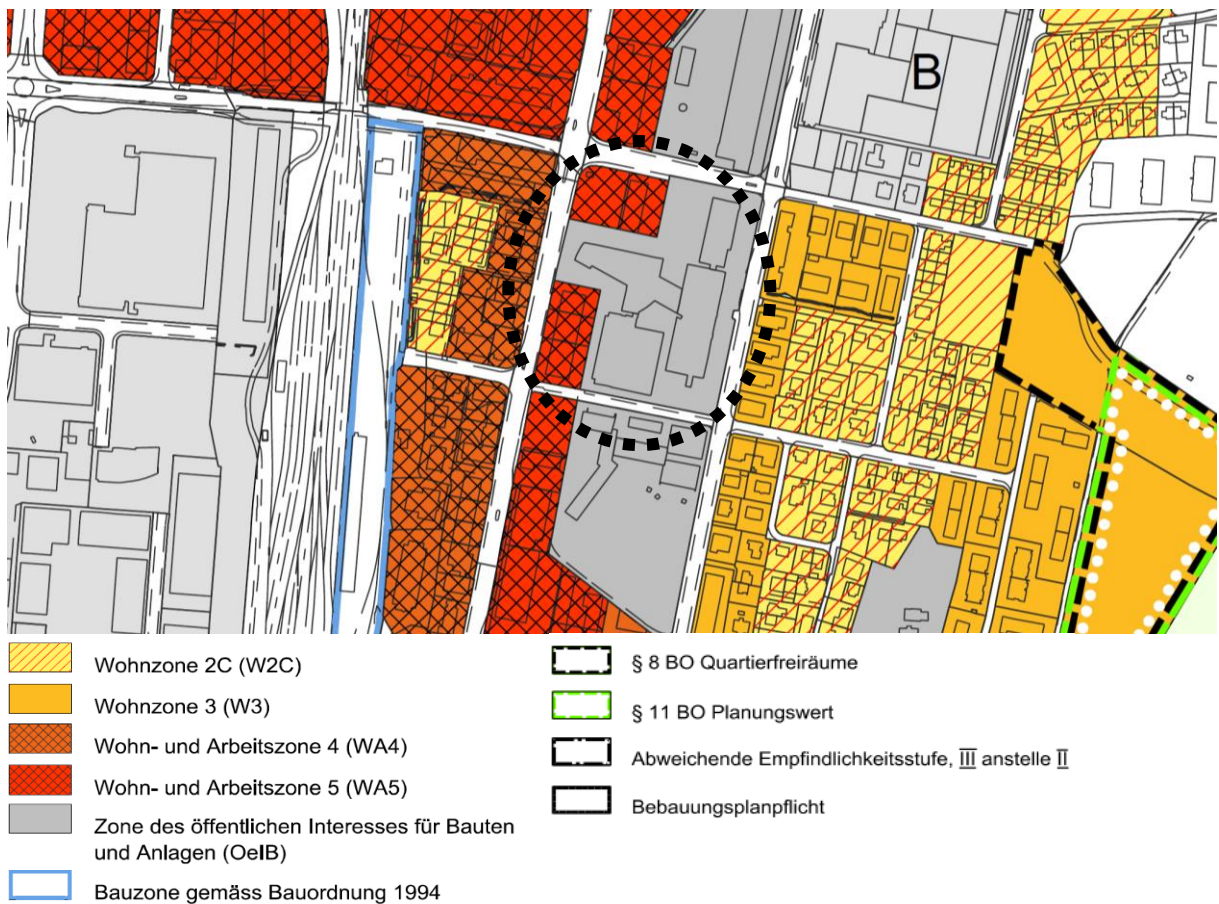 B
Wohnzone 2C (W2C)
Wohnzone 3 (W3)
Wohn- und Arbeitszone 4 (WA4)
Wohn- und Arbeitszone 5 (WA5)
Zone des öffentlichen Interesses für Bauten
und Anlagen (OeIB)
Bauzone gemäss Bauordnung 1994
§ 8 BO Quartierfreiräume
§ 11 BO Planungswert
Abweichende Empfindlichkeitsstufe, III anstelle II
Bebauungsplanpflicht